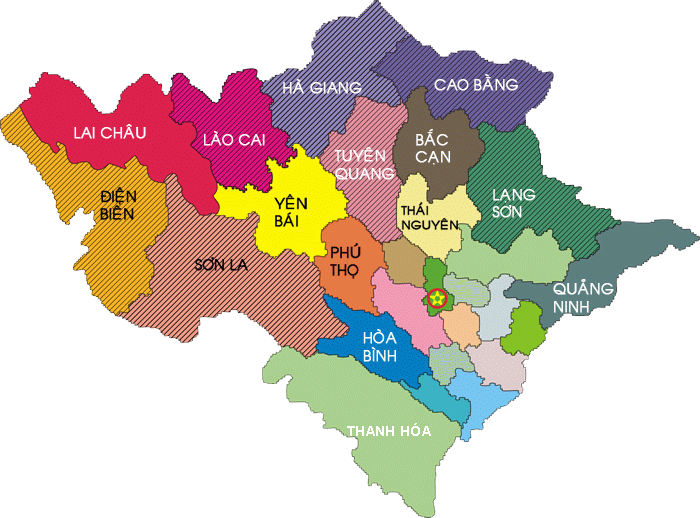 HÀ GIANG
CAO BẰNG
LAI CHÂU
LÀO CAI
BẮC
CẠN
TUYÊN
QUANG
ĐIỆN
BIÊN
YÊN
BÁI
THÁI
NGUYÊN
LẠNG
SƠN
SƠN LA
PHÚ
THỌ
QUẢNG
NINH
HÒA
BÌNH
THANH HÓA